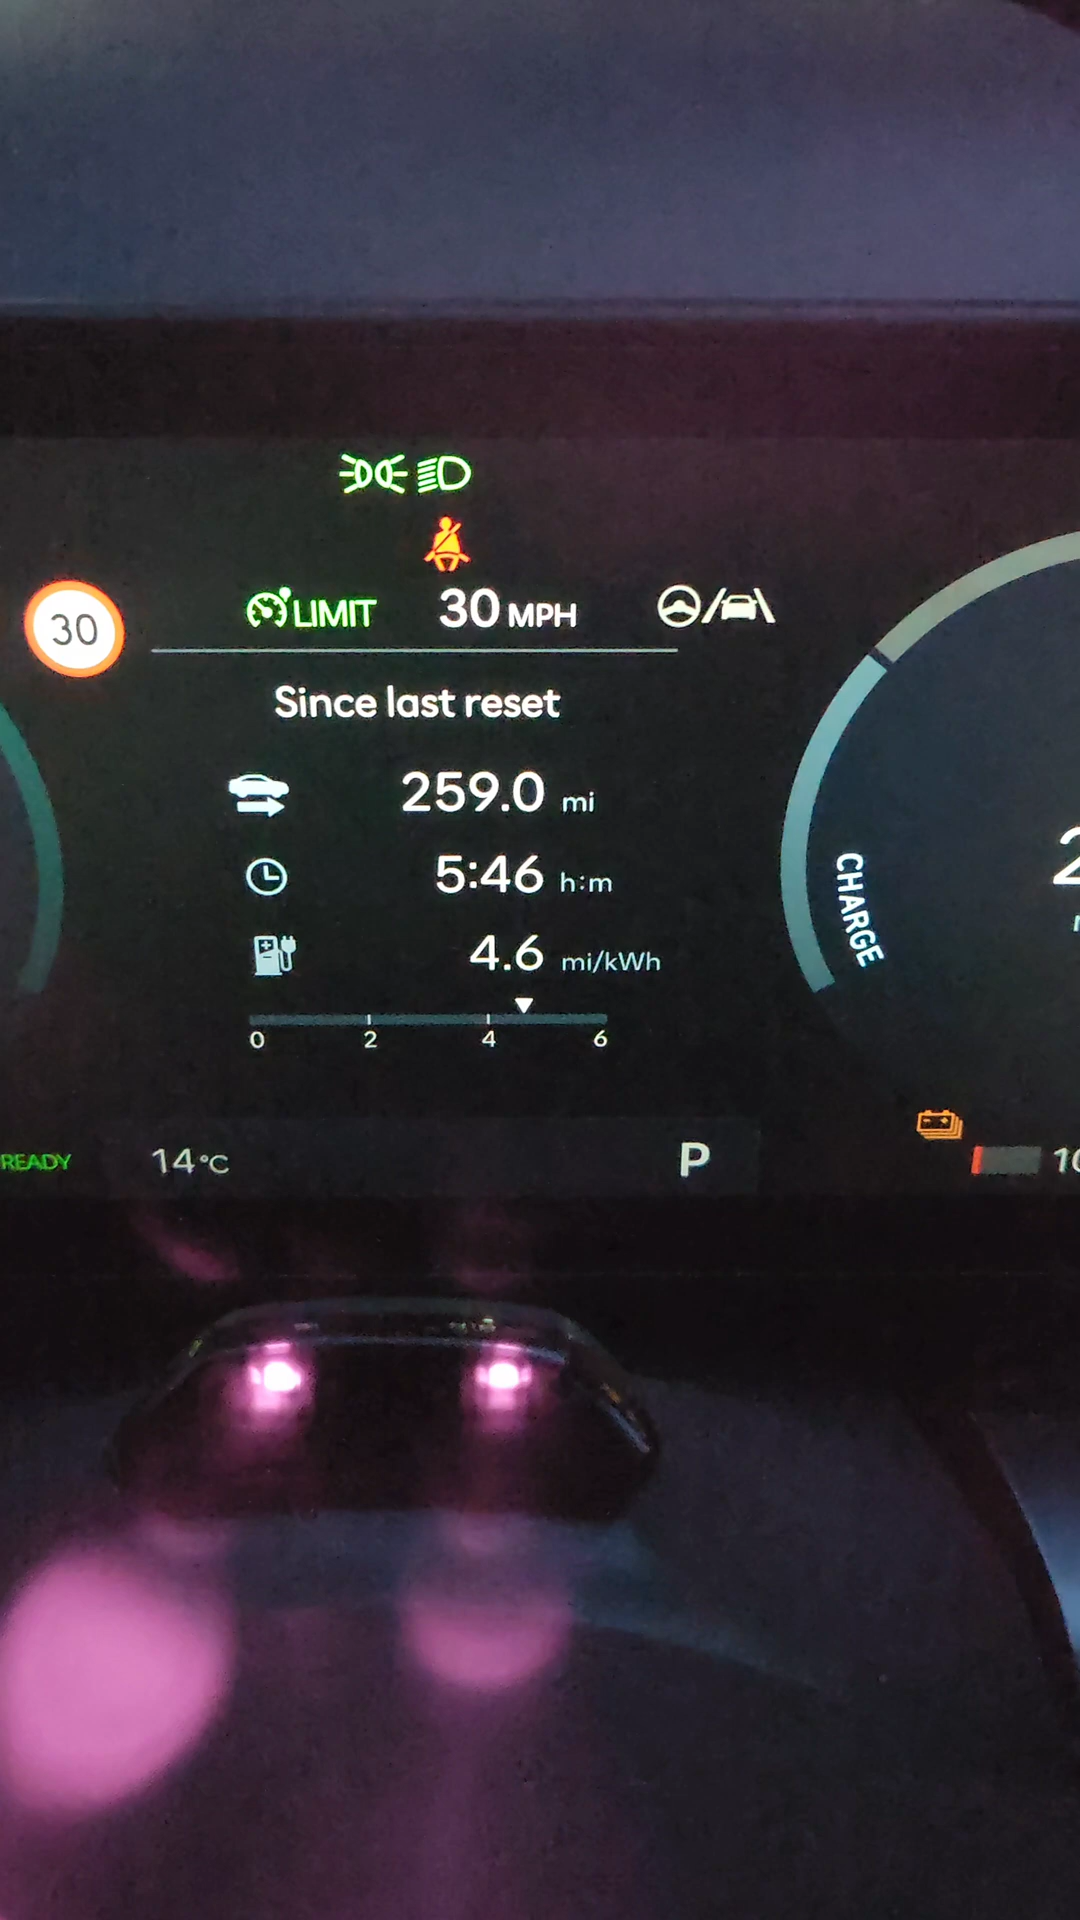 30
LIMIT 30 MPH
Since last reset
259.0 mi
5:46 h:m
4.6 mi/kWh
0 2 4 6
CHARGE
READY 14°C P